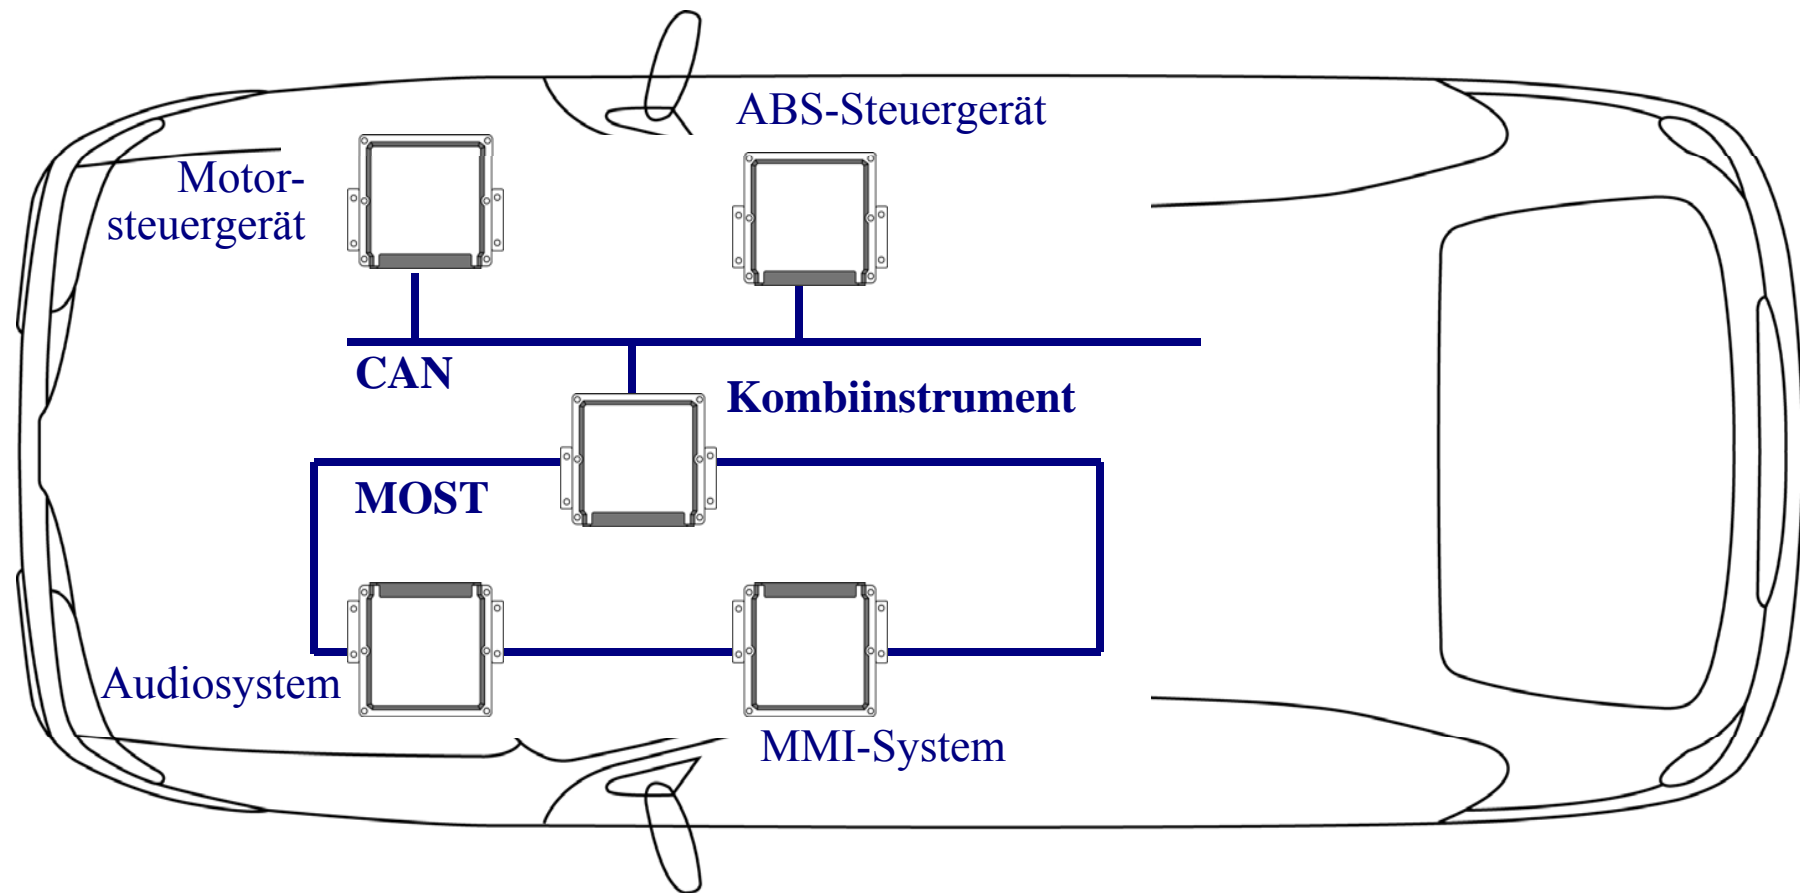 ABS-Steuergerät
Motor-
steuergerät
CAN
Kombiinstrument
MOST
Audiosystem
MMI-System